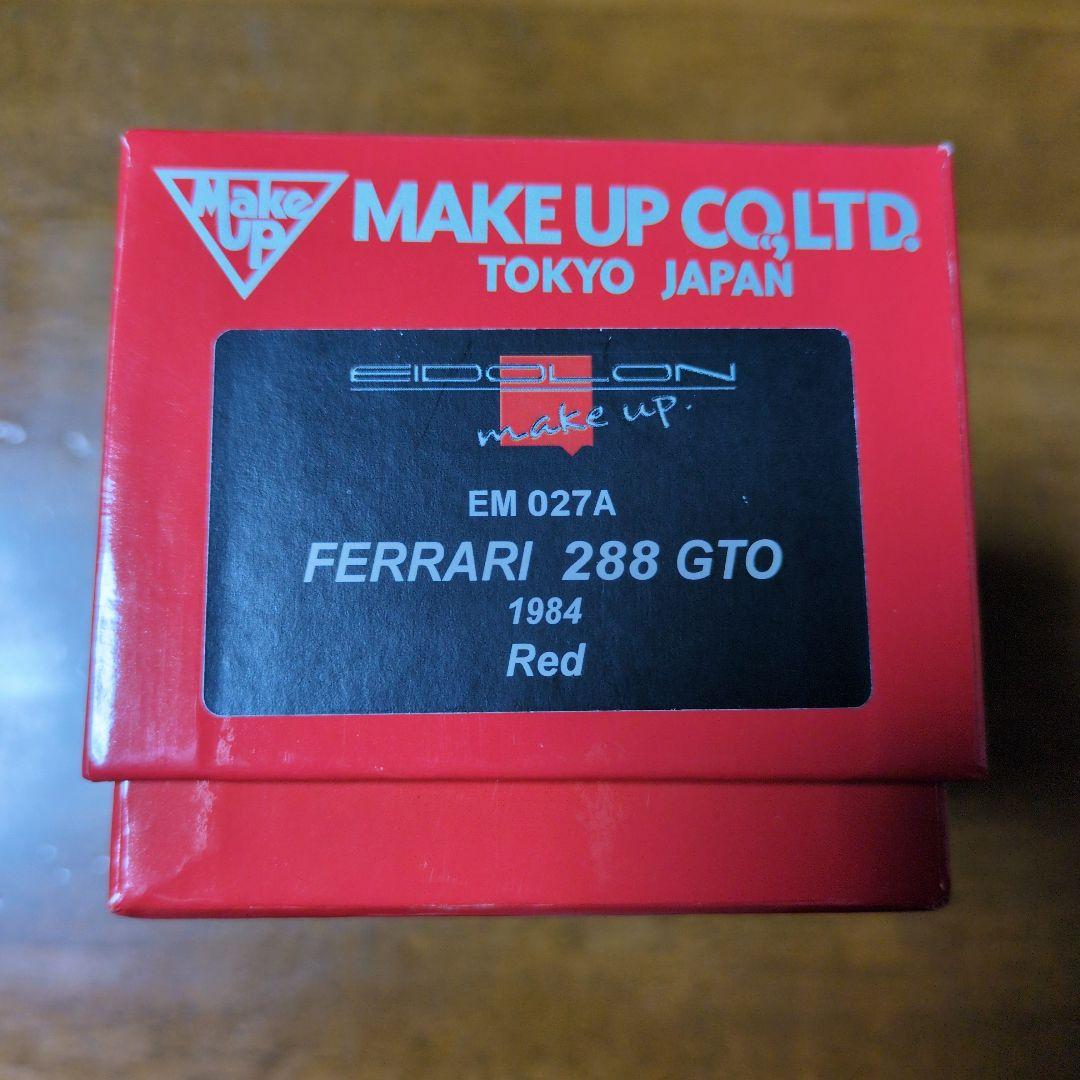 Make UP
MAKE UP CO.,LTD.
TOKYO JAPAN
EIDOLON
make up.
EM 027A
FERRARI 288 GTO
1984
Red